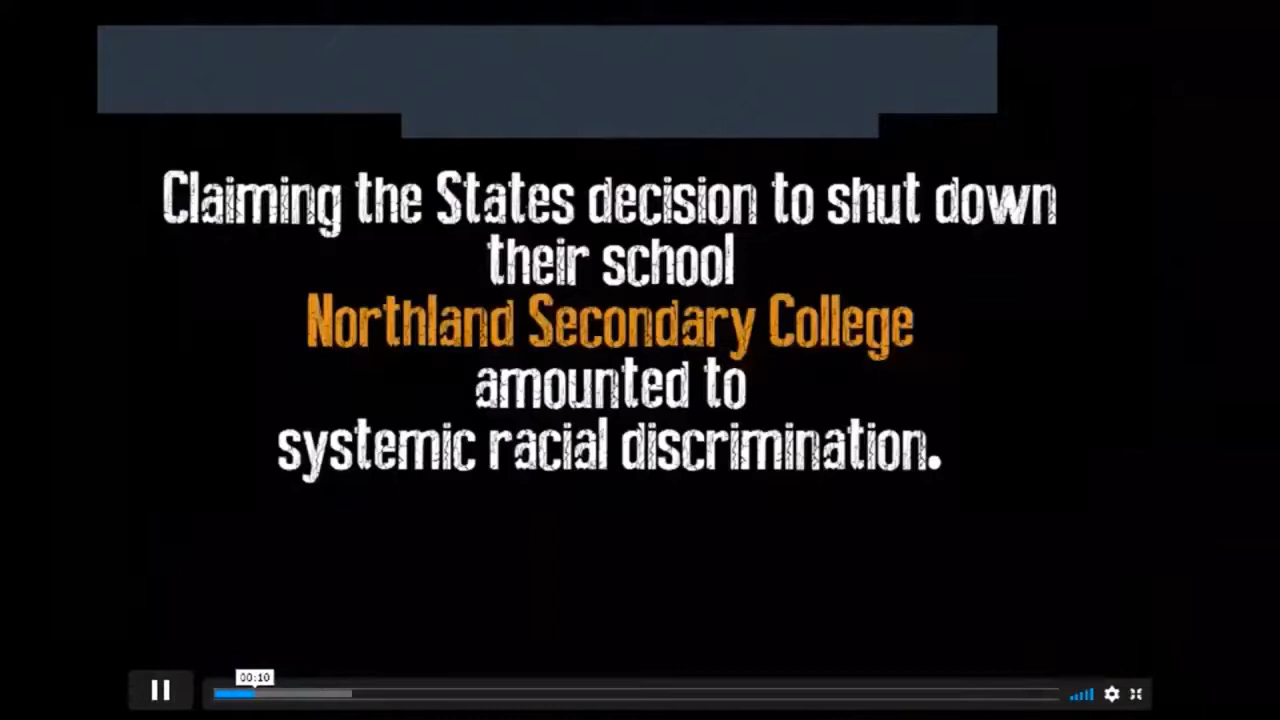 Claiming the States decision to shut down
their school
Northland Secondary College
amounted to
systemic racial discrimination.
00:10